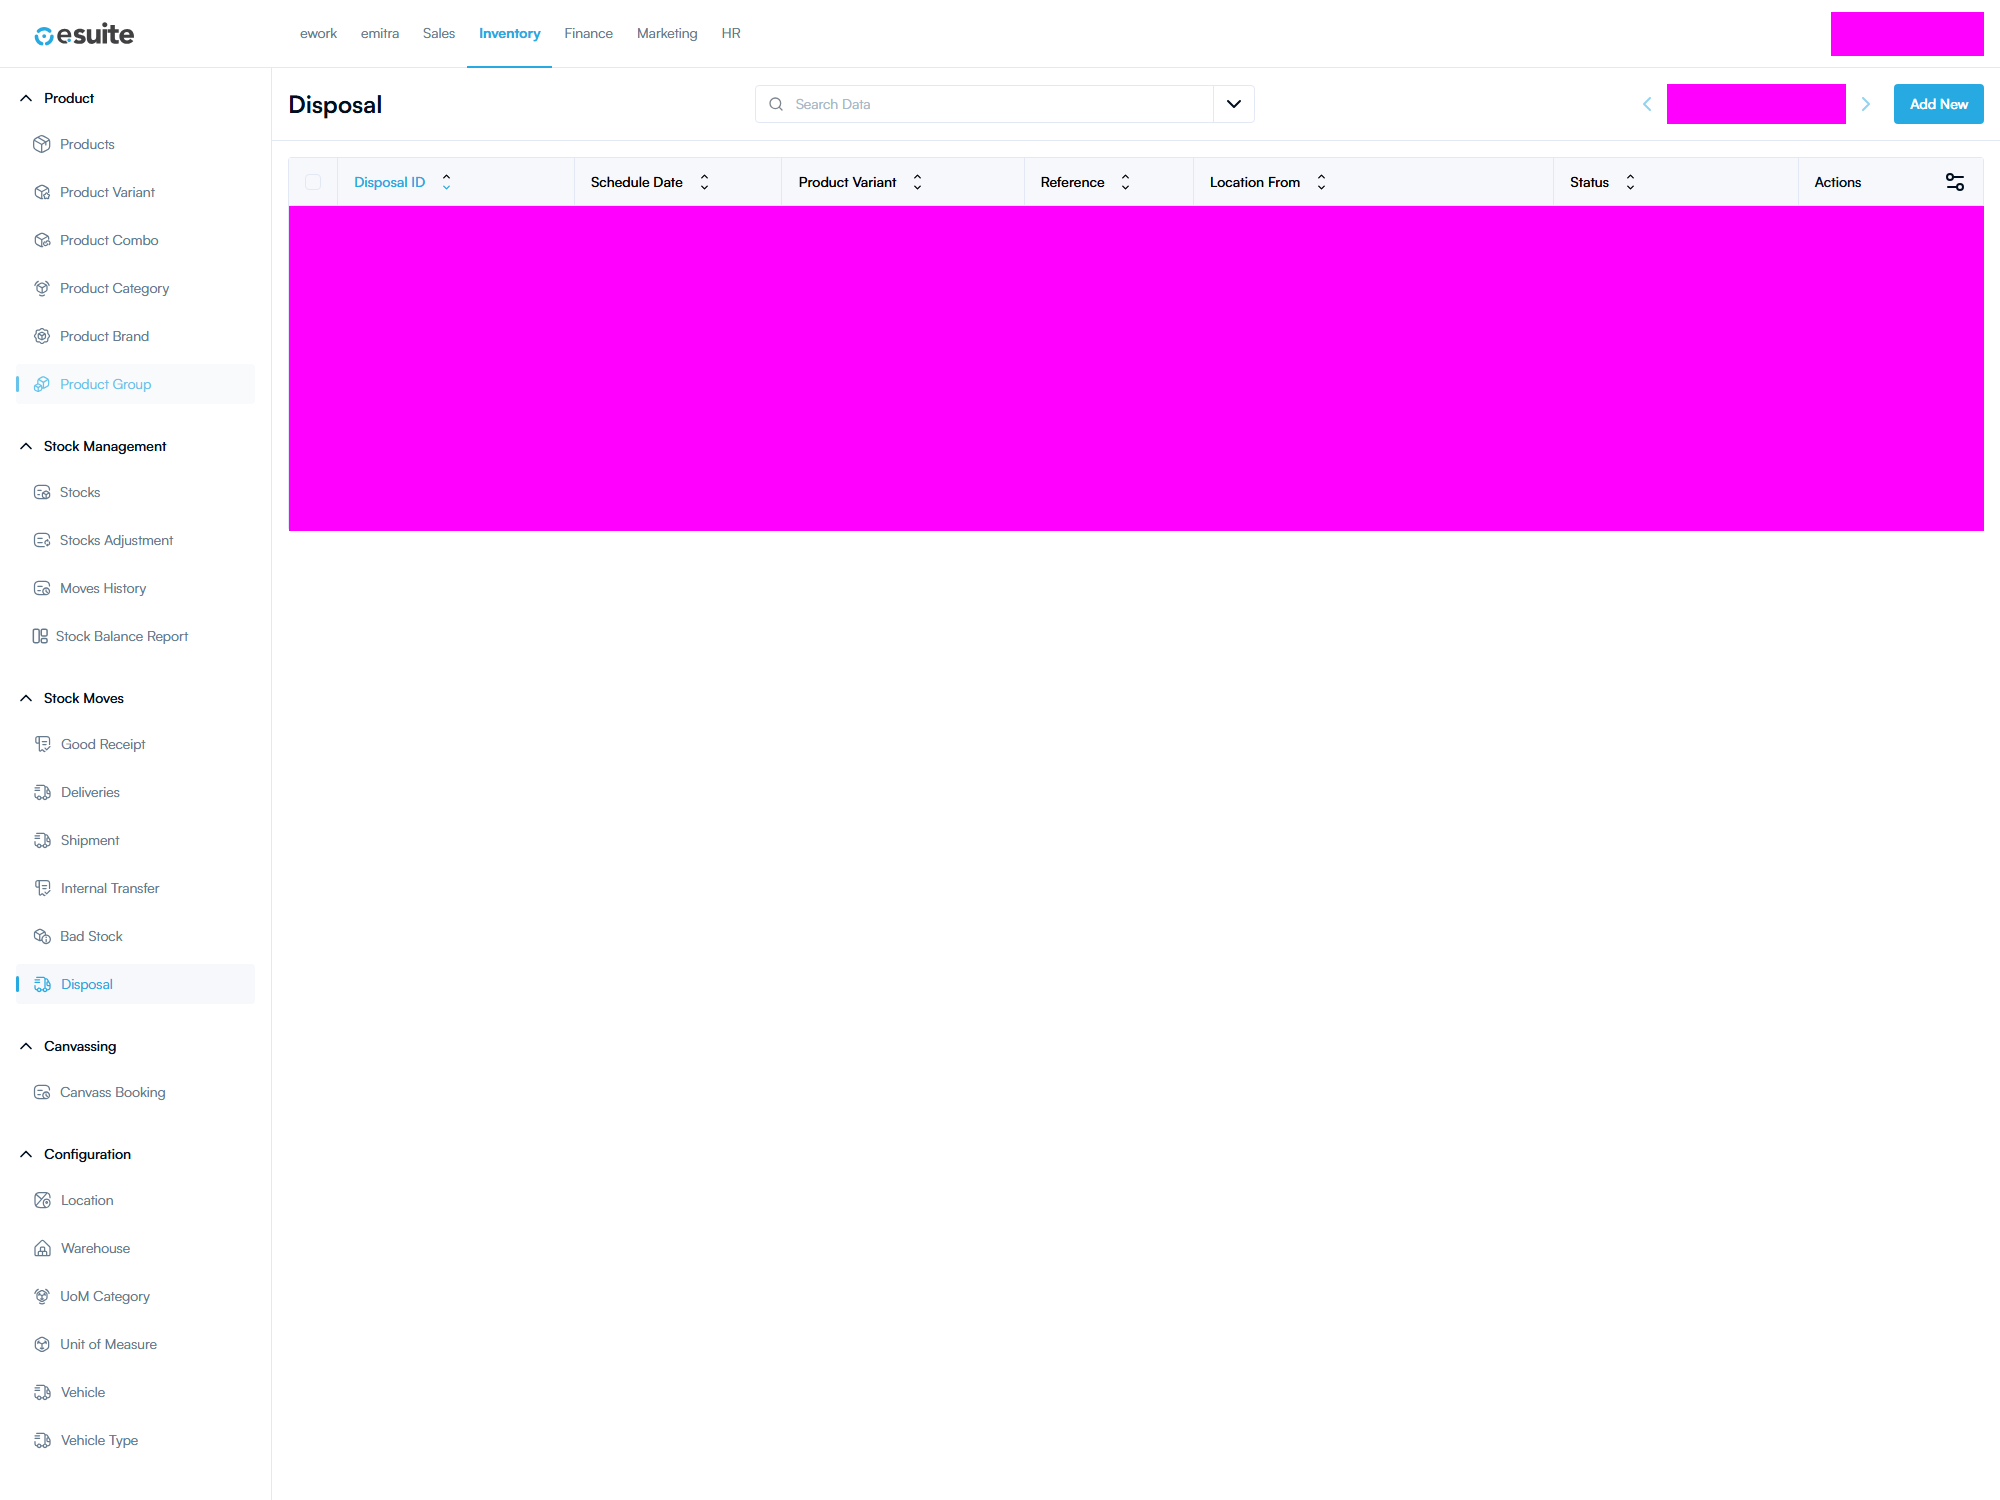 esuite
ework emitra Sales Inventory Finance Marketing HR
Product
Products
Product Variant
Product Combo
Product Category
Product Brand
Product Group
Stock Management
Stocks
Stocks Adjustment
Moves History
Stock Balance Report
Stock Moves
Good Receipt
Deliveries
Shipment
Internal Transfer
Bad Stock
Disposal
Canvassing
Canvass Booking
Configuration
Location
Warehouse
UoM Category
Unit of Measure
Vehicle
Vehicle Type
Disposal
Search Data
Add New
Disposal ID Schedule Date Product Variant Reference Location From Status Actions